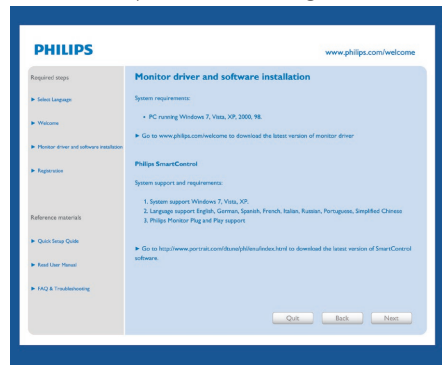 PHILIPS
www.philips.com/welcome
Required steps
► Select Language
► Welcome
► Monitor driver and software installation
► Registration
Reference materials
► Quick Setup Guide
► Read User Manual
► FAQ & Troubleshooting
Monitor driver and software installation
System requirements:
• PC running Windows 7, Vista, XP, 2000, 98.
► Go to www.philips.com/welcome to download the latest version of monitor driver
Philips SmartControl
System support and requirements:
1. System support Windows 7, Vista, XP.
2. Language support English, German, Spanish, French, Italian, Russian, Portuguese, Simplified Chinese
3. Philips Monitor Plug and Play support
► Go to http://www.portrait.com/dtune/phl/enu/index.html to download the latest version of SmartControl
software.
Quit
Back
Next